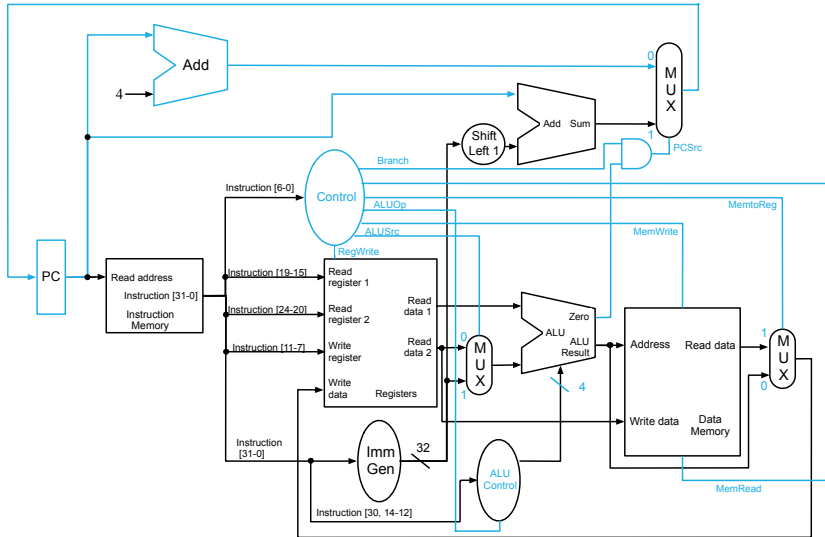 Add
4
0
M
U
X
1
PCSrc
Add Sum
Shift
Left 1
Branch
Instruction [6-0]
Control
ALUOp
ALUSrc
RegWrite
MemWrite
MemtoReg
PC
Read address
Instruction [31-0]
Instruction
Memory
Instruction [19-15]
Instruction [24-20]
Instruction [11-7]
Read
register 1
Read
register 2
Write
register
Write
data
Registers
Read
data 1
Read
data 2
0
M
U
X
1
Zero
ALU
ALU
Result
4
Address
Read data
Write data
Data
Memory
1
M
U
X
0
MemRead
Instruction
[31-0]
Imm
Gen
32
ALU
Control
Instruction [30, 14-12]